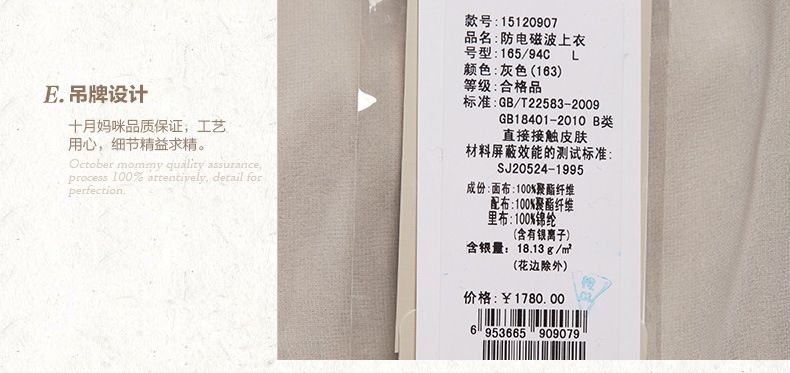 E. 吊牌设计
十月妈咪品质保证，工艺
用心，细节精益求精。
October mommy quality assurance,
process 100% attentively, detail for
perfection.
款号:15120907
品名:防电磁波上衣
号型:165/94C L
颜色:灰色(163)
等级:合格品
标准:GB/T22583-2009
GB18401-2010 B类
直接接触皮肤
材料屏蔽效能的测试标准:
SJ20524-1995
成份:面布:100%聚酯纤维
配布:100%聚酯纤维
里布:100%锦纶
(含有银离子)
含银量: 18.13g/㎡
(花边除外)
价格:￥1780.00
6 953665 909079